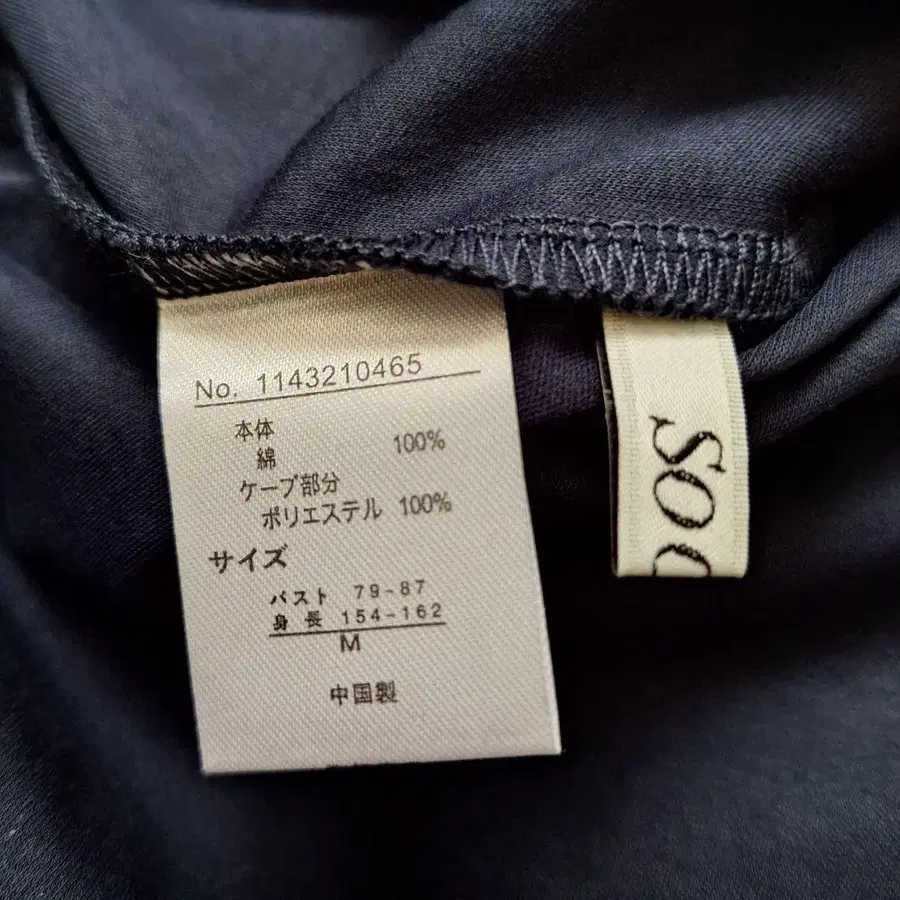 No. 1143210465
本体
綿 100%
ケープ部分
ポリエステル 100%
サイズ
バスト 79-87
身長 154-162
M
中国製
SO